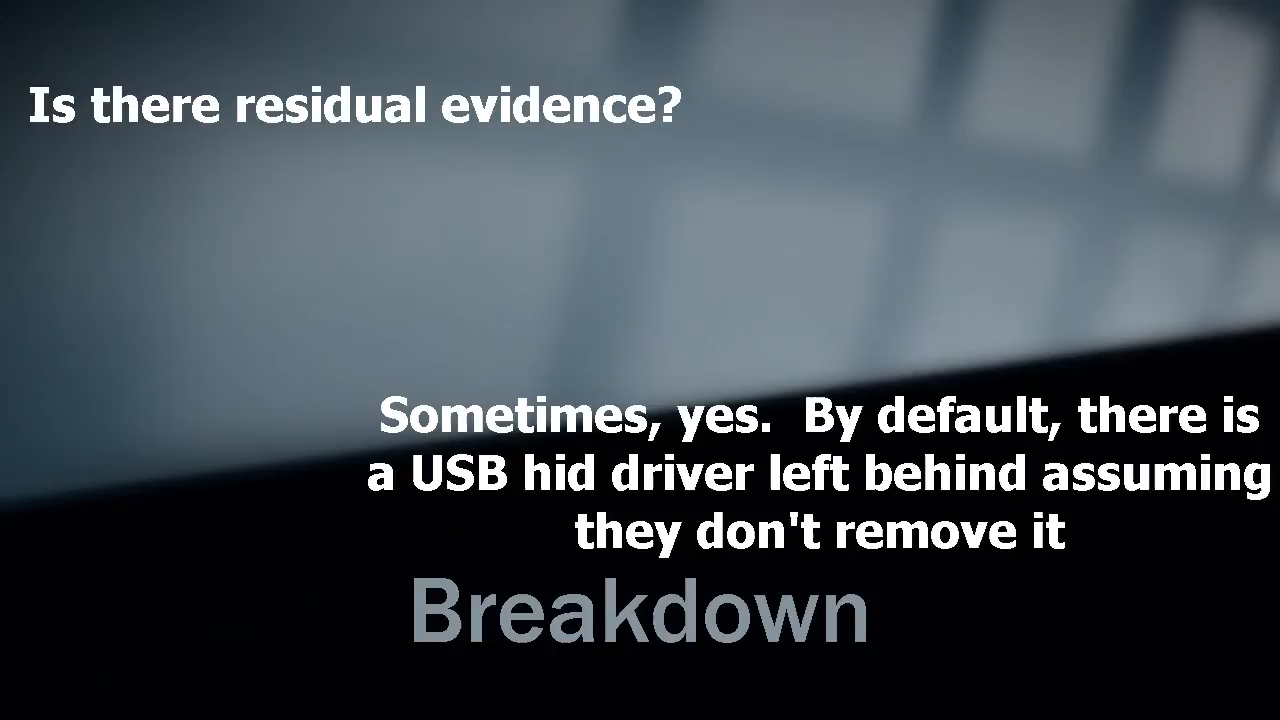 Is there residual evidence?
Sometimes, yes.  By default, there is
a USB hid driver left behind assuming
they don't remove it
Breakdown